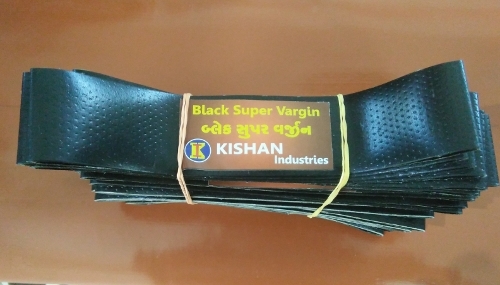 Black Super Vargin
બ્લેક સુપર વર્જીન
K KISHAN
Industries